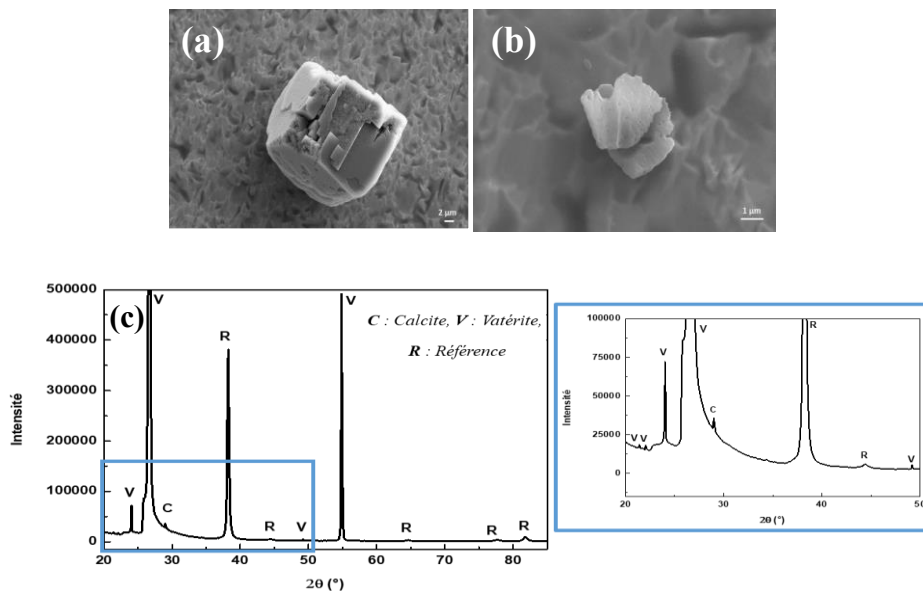 (a)
2 µm
(b)
1 µm
(c)
500000
400000
300000
200000
100000
0
Intensité
20
30
40
50
60
70
80
2θ (°)
V
V
C
R
R
V
V
R
R
R
C : Calcite, V : Vatérite,
R : Référence
100000
75000
50000
25000
0
Intensité
20
30
40
50
2θ (°)
V V
V
V
C
R
R
V